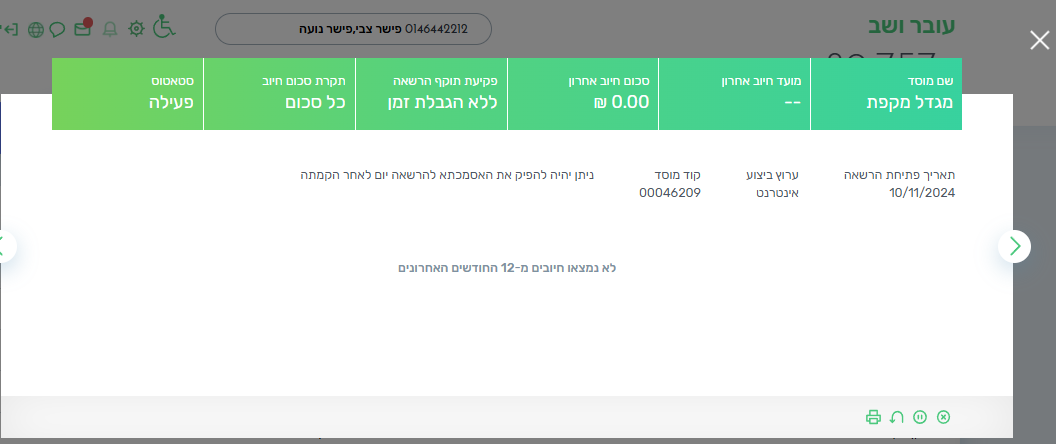 עובר ושב
0146442212 פישר צבי,פישר נועה
שם מוסד
מגדל מקפת
מועד חיוב אחרון
--
סכום חיוב אחרון
0.00 ₪
פקיעת תוקף הרשאה
ללא הגבלת זמן
תקרת סכום חיוב
כל סכום
סטאטוס
פעילה
תאריך פתיחת הרשאה
10/11/2024
ערוץ ביצוע
אינטרנט
קוד מוסד
00046209
ניתן יהיה להפיק את האסמכתא להרשאה יום לאחר הקמתה
לא נמצאו חיובים מ-12 החודשים האחרונים